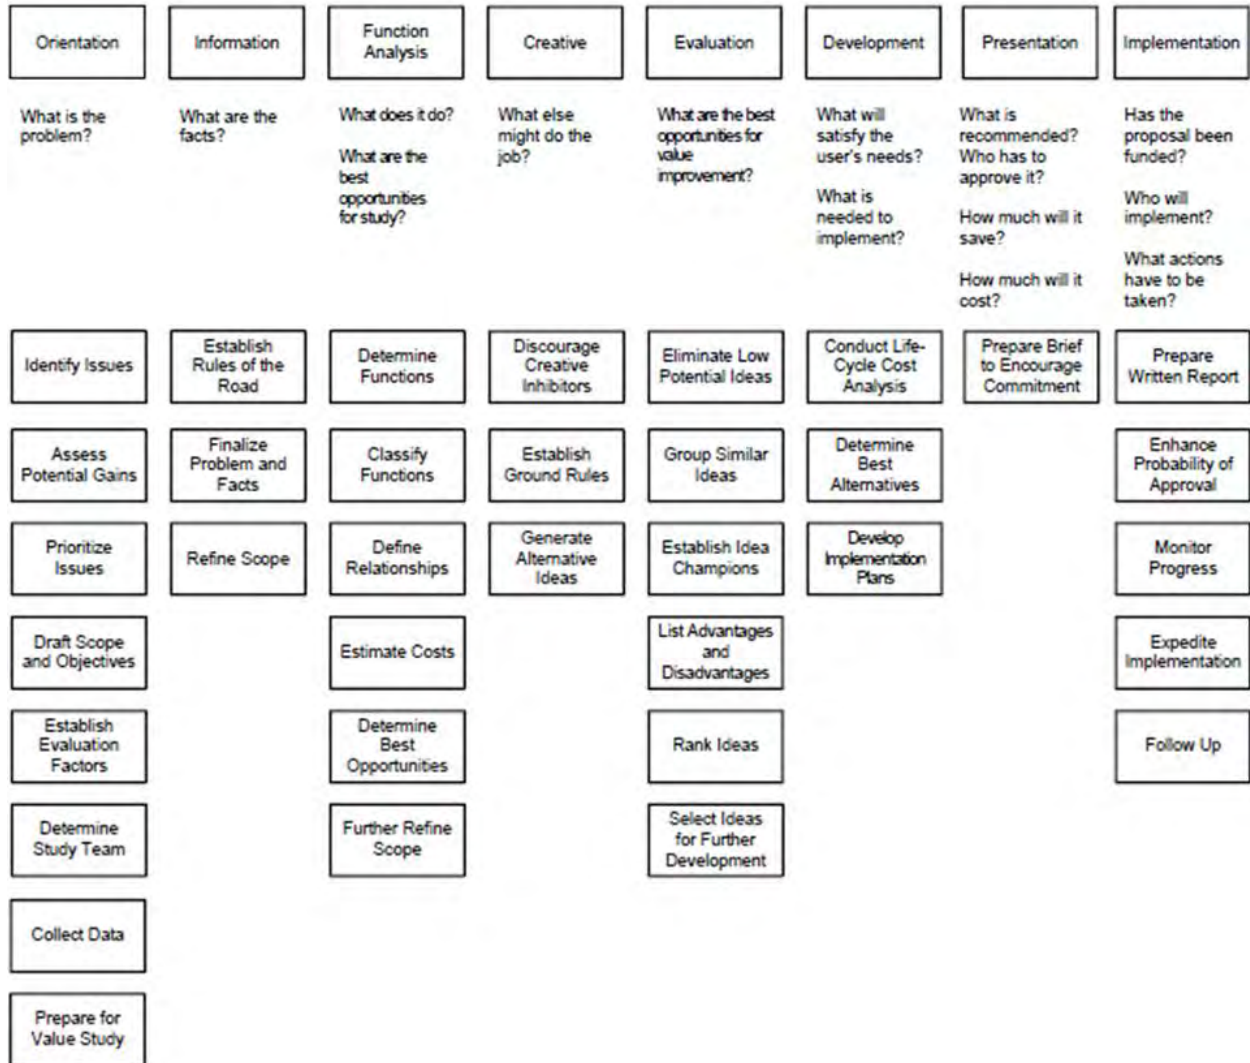 Orientation
Information
Function
Analysis
Creative
Evaluation
Development
Presentation
Implementation
What is the
problem?
What are the
facts?
What does it do?
What are the
best
opportunities
for study?
What else
might do the
job?
What are the best
opportunities for
value
improvement?
What will
satisfy the
user's needs?
What is
needed to
implement?
What is
recommended?
Who has to
approve it?
How much will it
save?
How much will it
cost?
Has the
proposal been
funded?
Who will
implement?
What actions
have to be
taken?
Identify Issues
Establish
Rules of the
Road
Determine
Functions
Discourage
Creative
Inhibitors
Eliminate Low
Potential Ideas
Conduct Life-
Cycle Cost
Analysis
Prepare Brief
to Encourage
Commitment
Prepare
Written Report
Assess
Potential Gains
Finalize
Problem and
Facts
Classify
Functions
Establish
Ground Rules
Group Similar
Ideas
Determine
Best
Alternatives
Enhance
Probability of
Approval
Prioritize
Issues
Refine Scope
Define
Relationships
Generate
Alternative
Ideas
Establish Idea
Champions
Develop
Implementation
Plans
Monitor
Progress
Draft Scope
and Objectives
Estimate Costs
List Advantages
and
Disadvantages
Expedite
Implementation
Establish
Evaluation
Factors
Determine
Best
Opportunities
Rank Ideas
Follow Up
Determine
Study Team
Further Refine
Scope
Select Ideas
for Further
Development
Collect Data
Prepare for
Value Study